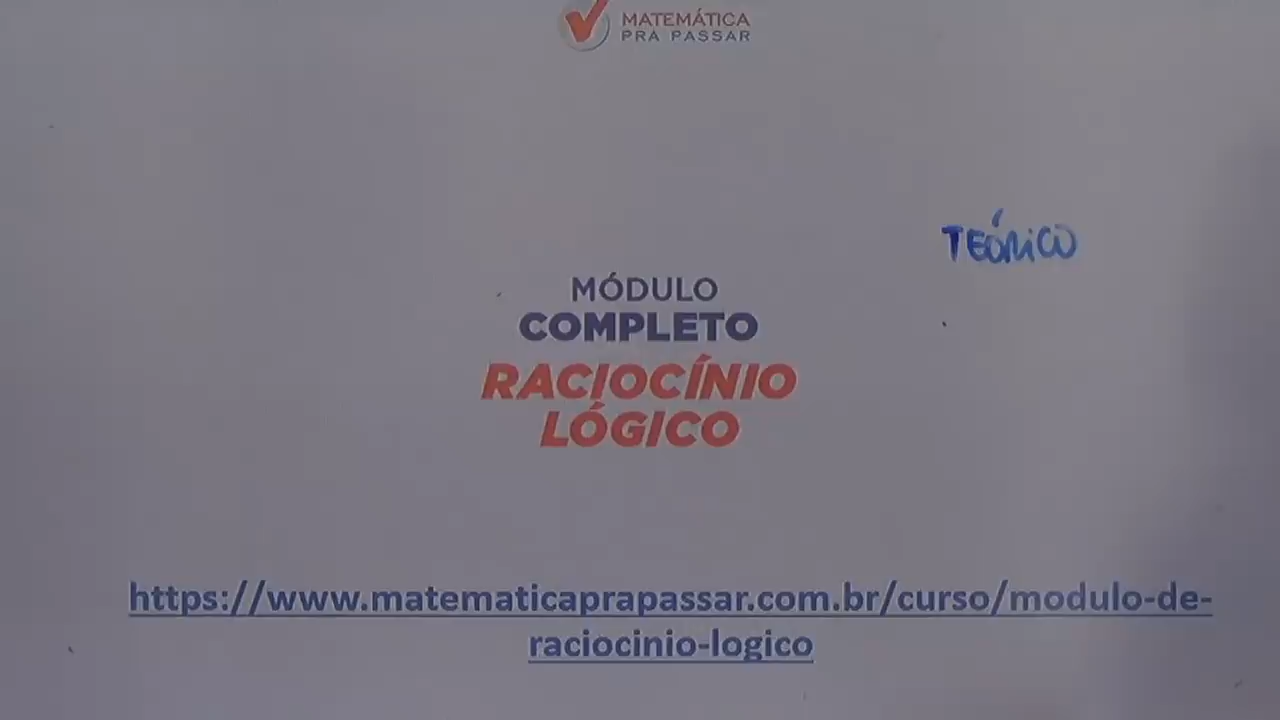 MATEMÁTICA
PRA PASSAR
TEÓRICO
MÓDULO
COMPLETO
RACIOCÍNIO
LÓGICO
https://www.matematicaprapassar.com.br/curso/modulo-de-
raciocinio-logico